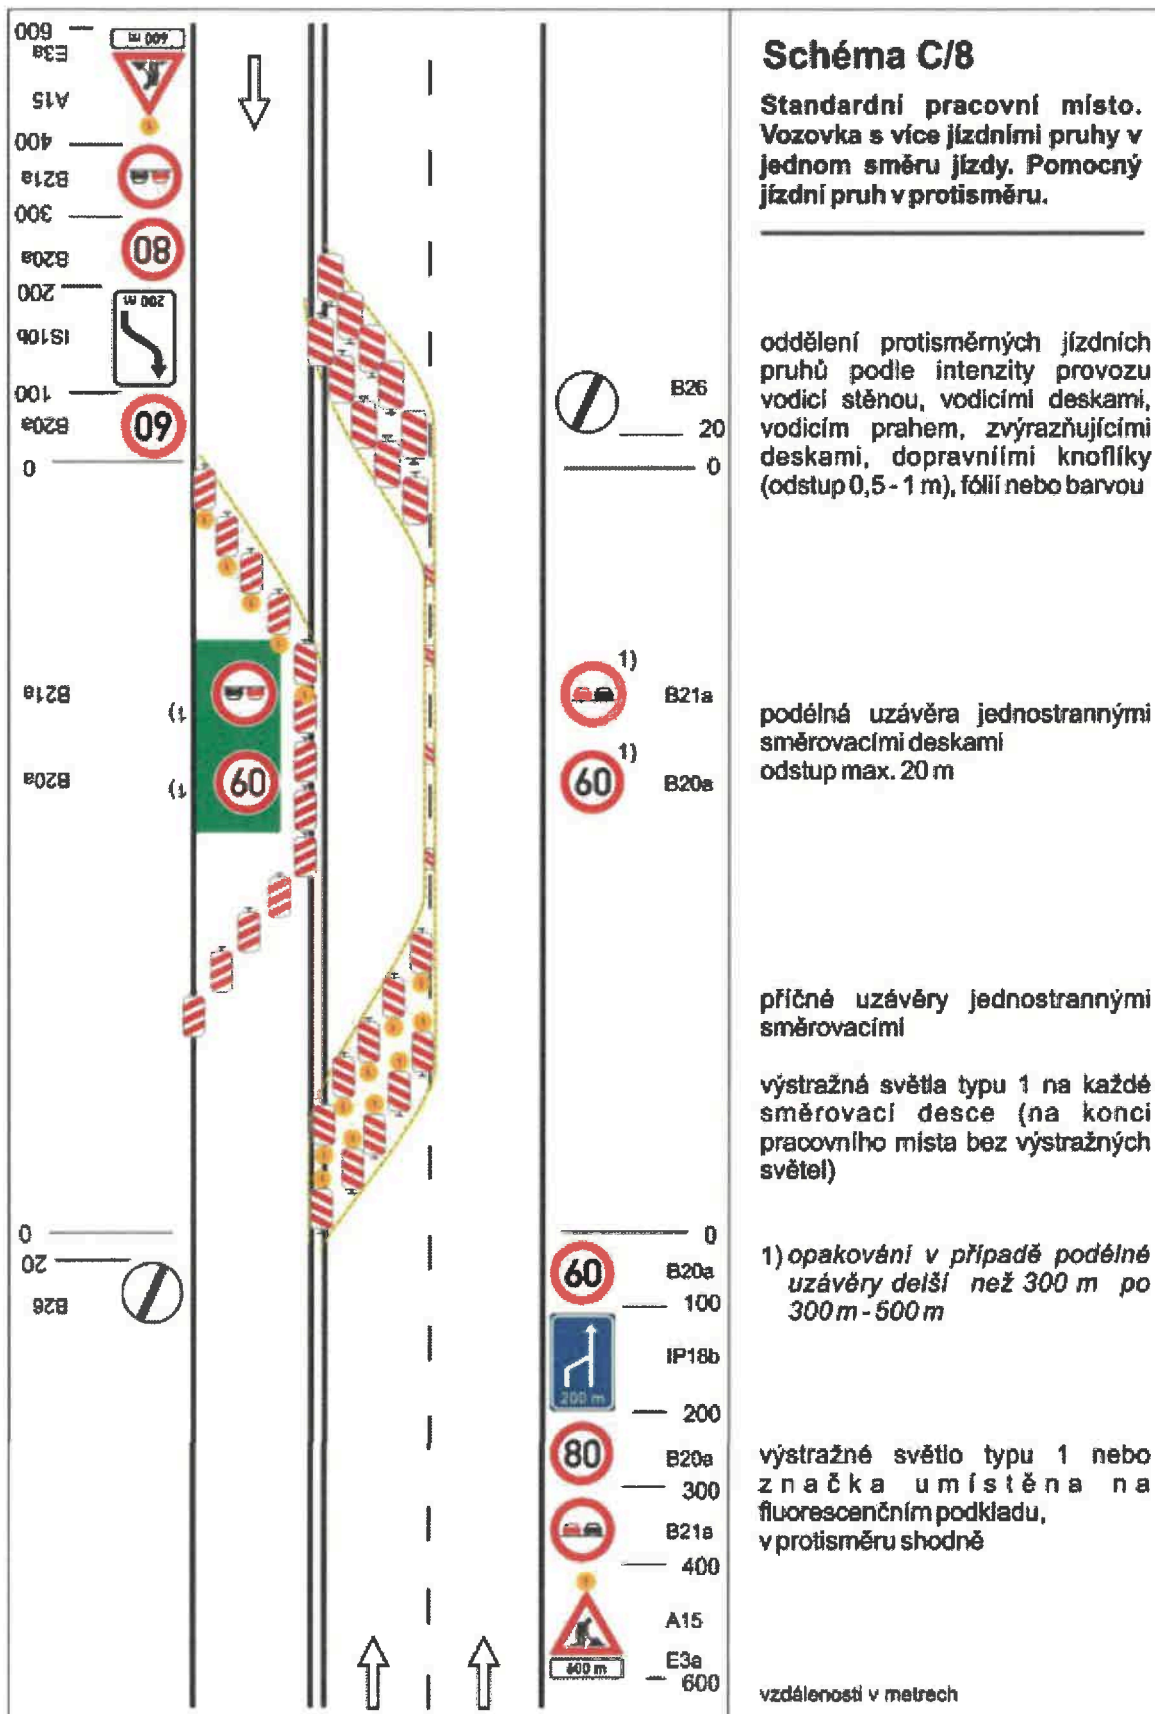 Schéma C/8
Standardní pracovní místo.
Vozovka s více jízdními pruhy v
jednom směru jízdy. Pomocný
jízdní pruh v protisměru.
oddělení protisměrných jízdních
pruhů podle intenzity provozu
vodicí stěnou, vodicími deskami,
vodicím prahem, zvýrazňujícími
deskami, dopravniími knoflíky
(odstup 0,5 - 1 m), fólií nebo barvou
podélná uzávěra jednostrannými
směrovacími deskami
odstup max. 20 m
příčné uzávěry jednostrannými
směrovacími
výstražná světla typu 1 na každé
směrovací desce (na konci
pracovního místa bez výstražných
světel)
1) opakování v případě podélné
uzávěry delší než 300 m po
300 m - 500 m
výstražné světlo typu 1 nebo
značka umístěna na
fluorescenčním podkladu,
v protisměru shodně
vzdálenosti v metrech
600
600 m
E3a
A15
400
B21a
300
B20a
80
200
200 m
IS10b
100
B20a
60
0
B21a
1)
B20a
1)
60
0
20
B26
B26
20
0
1)
B21a
1)
60
B20a
0
60
B20a
100
IP18b
200 m
200
80
B20a
300
B21a
400
A15
E3a
600 m
600